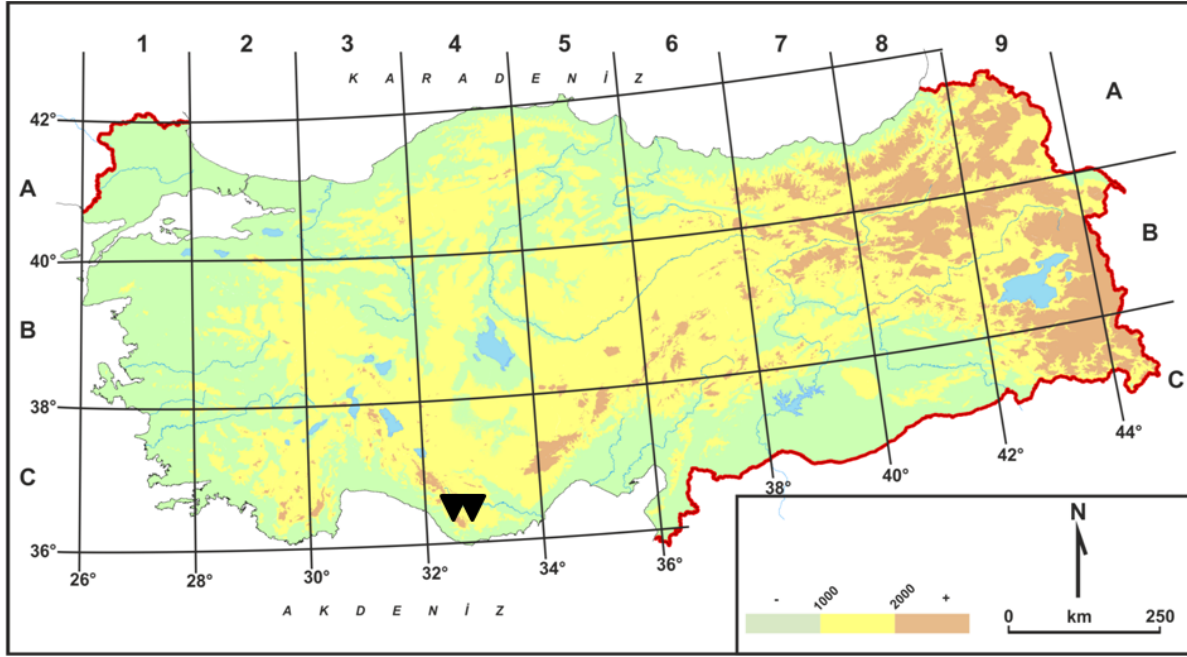 1 2 3 4 5 6 7 8 9
K A R A D E N İ Z
A
42°
A
B
40°
B
38°
C
C
44°
42°
40°
38°
36°
26° 28° 30° 32° 34° 36°
A K D E N İ Z
N
- 1000 2000 +
0 km 250